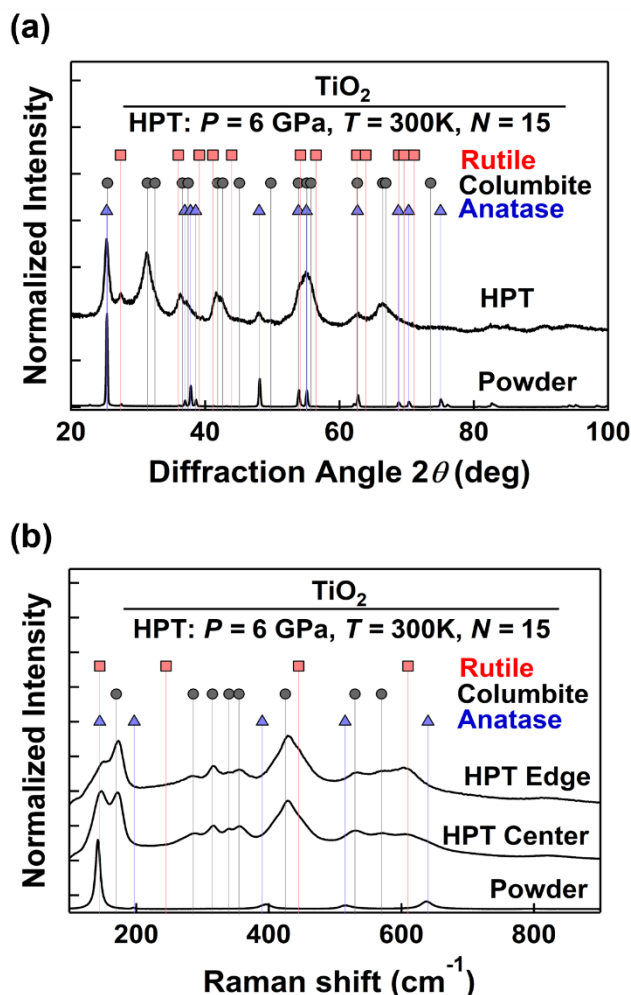 (a)
TiO₂
HPT: P = 6 GPa, T = 300K, N = 15
Rutile
Columbite
Anatase
HPT
Powder
Normalized Intensity
20 40 60 80 100
Diffraction Angle 2θ (deg)
(b)
TiO₂
HPT: P = 6 GPa, T = 300K, N = 15
Rutile
Columbite
Anatase
HPT Edge
HPT Center
Powder
Normalized Intensity
200 400 600 800
Raman shift (cm⁻¹)